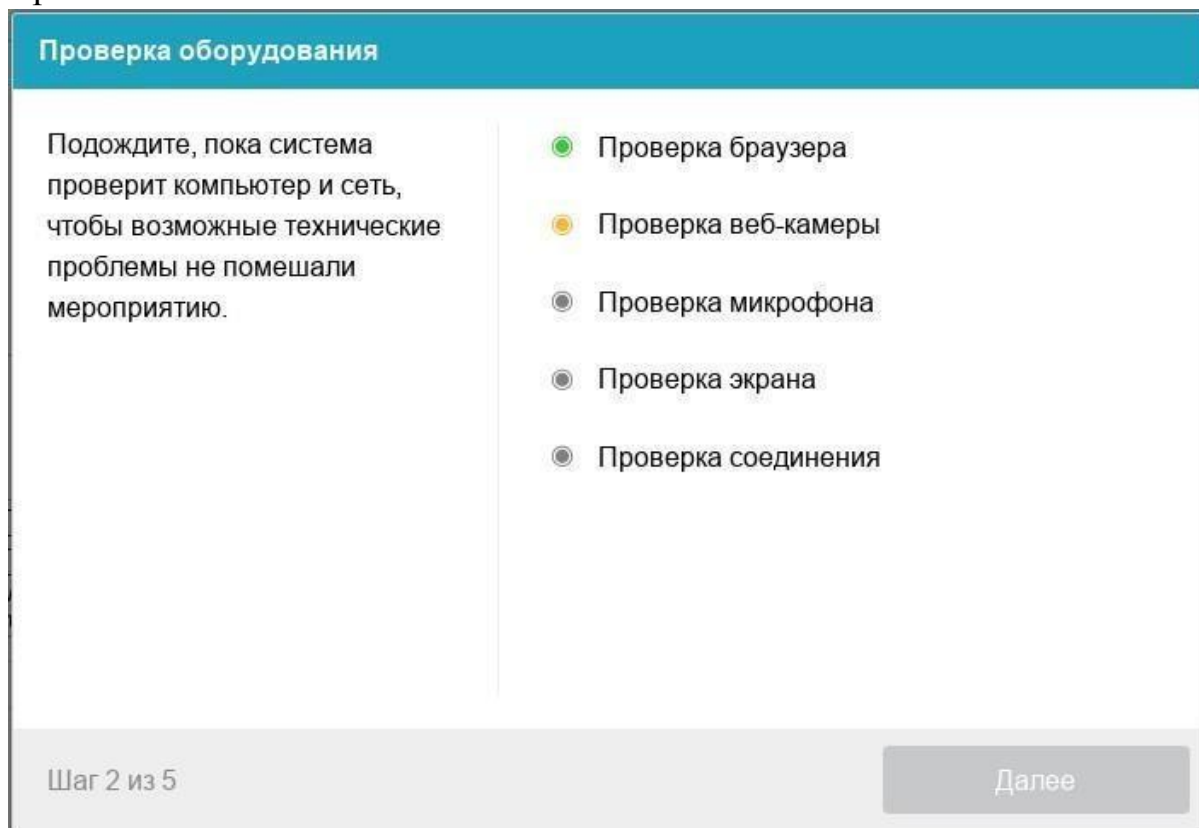 Проверка оборудования
Подождите, пока система
проверит компьютер и сеть,
чтобы возможные технические
проблемы не помешали
мероприятию.
Проверка браузера
Проверка веб-камеры
Проверка микрофона
Проверка экрана
Проверка соединения
Шаг 2 из 5
Далее